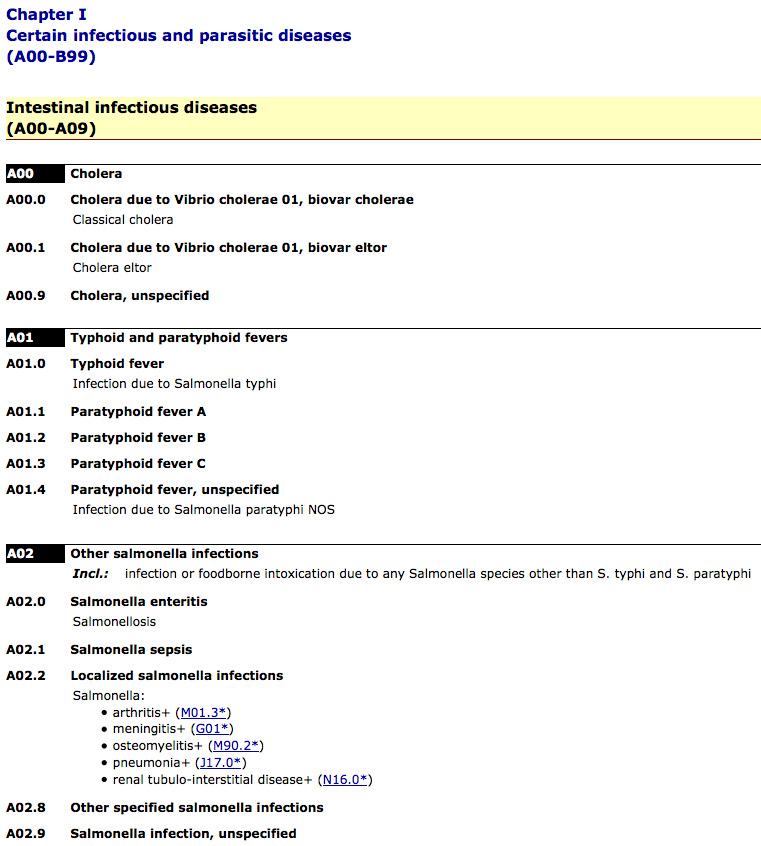 Chapter I
Certain infectious and parasitic diseases
(A00-B99)
Intestinal infectious diseases
(A00-A09)
A00 Cholera
A00.0 Cholera due to Vibrio cholerae 01, biovar cholerae
Classical cholera
A00.1 Cholera due to Vibrio cholerae 01, biovar eltor
Cholera eltor
A00.9 Cholera, unspecified
A01 Typhoid and paratyphoid fevers
A01.0 Typhoid fever
Infection due to Salmonella typhi
A01.1 Paratyphoid fever A
A01.2 Paratyphoid fever B
A01.3 Paratyphoid fever C
A01.4 Paratyphoid fever, unspecified
Infection due to Salmonella paratyphi NOS
A02 Other salmonella infections
Incl.: infection or foodborne intoxication due to any Salmonella species other than S. typhi and S. paratyphi
A02.0 Salmonella enteritis
Salmonellosis
A02.1 Salmonella sepsis
A02.2 Localized salmonella infections
Salmonella:
• arthritis+ (M01.3*)
• meningitis+ (G01*)
• osteomyelitis+ (M90.2*)
• pneumonia+ (J17.0*)
• renal tubulo-interstitial disease+ (N16.0*)
A02.8 Other specified salmonella infections
A02.9 Salmonella infection, unspecified